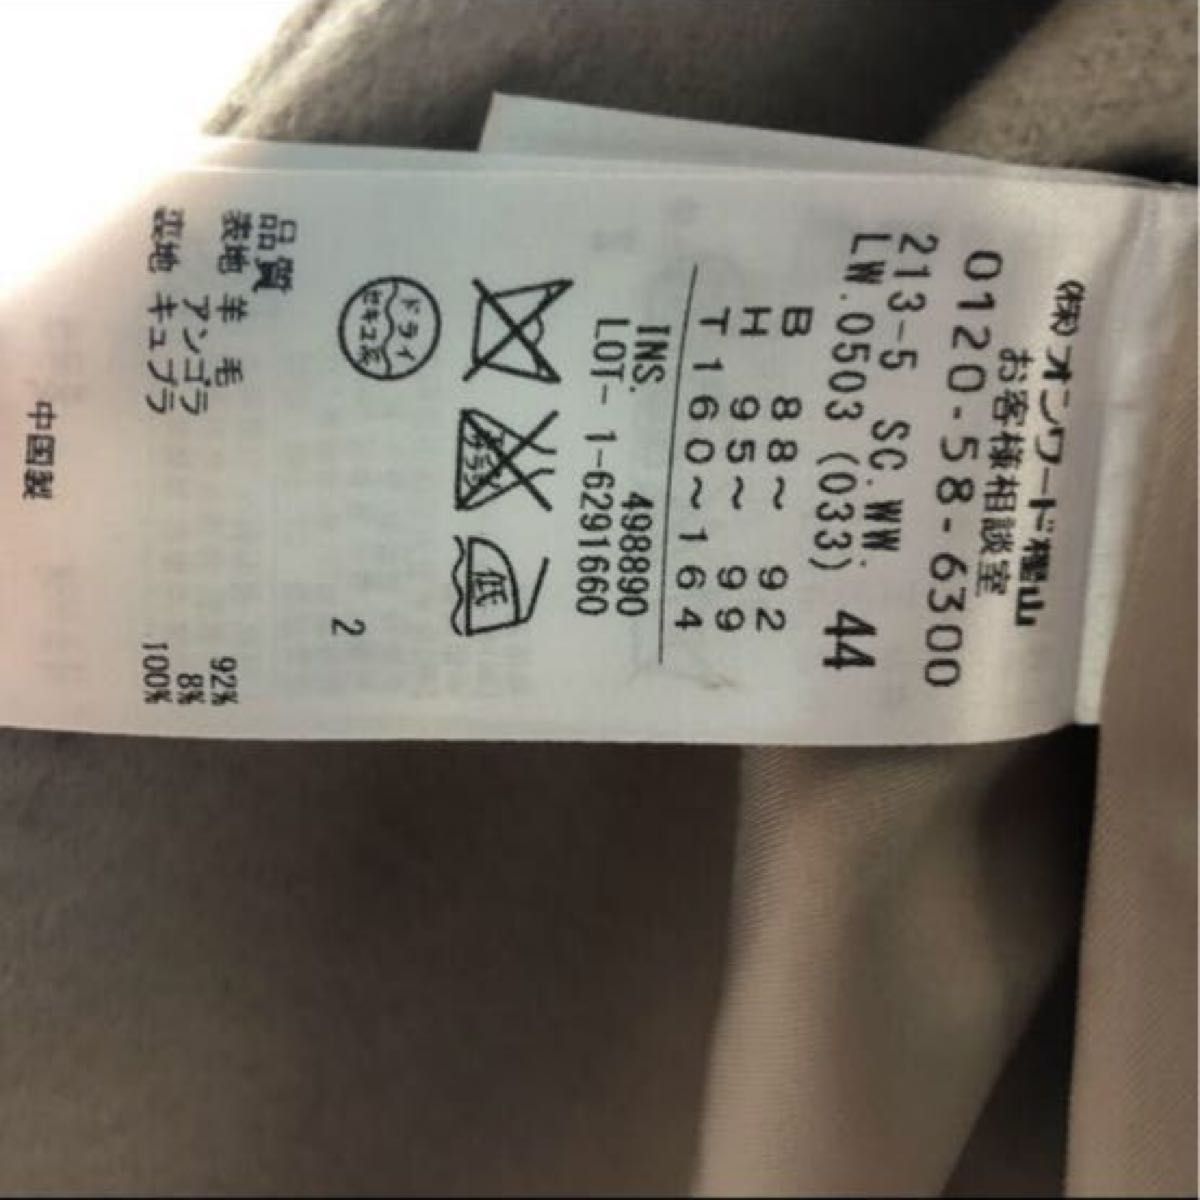 ㈱オンワード樫山
お客様相談室
0120-58-6300
213-5 SC.WW.
LW.0503 (033) 44
B 88~ 92
H 95~ 99
T 160~164
INS. 498890
LOT- 1-6291660
低
ドライ
セキユ系
2
品質
表地 羊毛 92%
アンゴラ 8%
キュプラ 100%
中国製